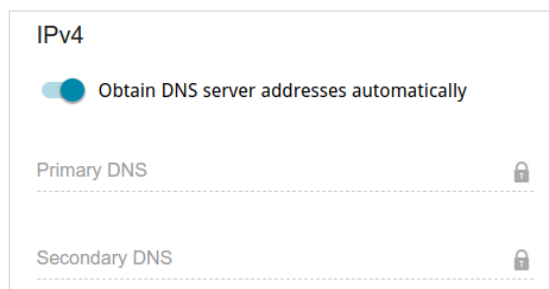 IPv4
Obtain DNS server addresses automatically
Primary DNS
Secondary DNS